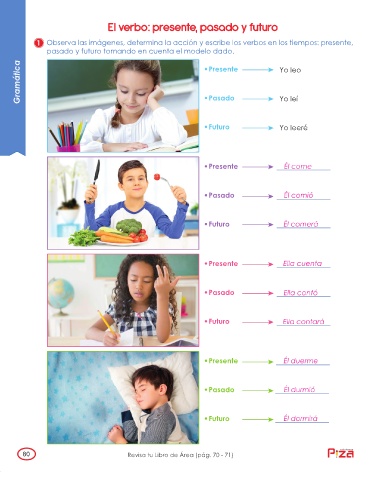 El verbo: presente, pasado y futuro
1 Observa las imágenes, determina la acción y escribe los verbos en los tiempos: presente,
pasado y futuro tomando en cuenta el modelo dado.
Gramática
• Presente Yo leo
• Pasado Yo leí
• Futuro Yo leeré
• Presente Él come
• Pasado Él comió
• Futuro Él comerá
• Presente Ella cuenta
• Pasado Ella contó
• Futuro Ella contará
• Presente Él duerme
• Pasado Él durmió
• Futuro Él dormirá
80
Revisa tu Libro de Área (pág. 70 - 71)
Piza